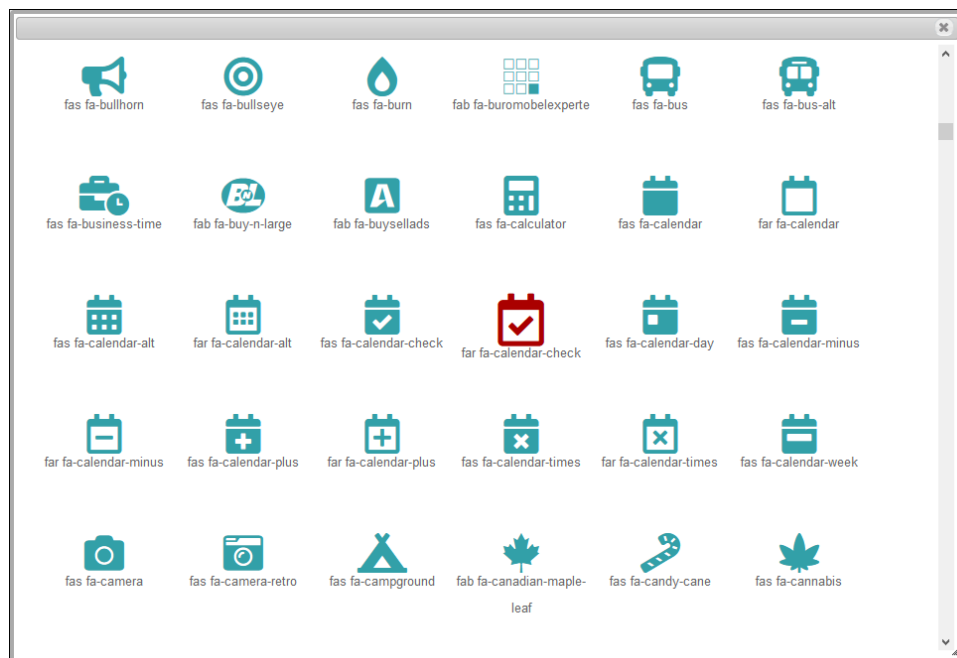 fas fa-bullhorn fas fa-bullseye fas fa-burn fab fa-buromobelexperte fas fa-bus fas fa-bus-alt
fas fa-business-time fab fa-buy-n-large fab fa-buysellads fas fa-calculator fas fa-calendar far fa-calendar
fas fa-calendar-alt far fa-calendar-alt fas fa-calendar-check far fa-calendar-check fas fa-calendar-day fas fa-calendar-minus
far fa-calendar-minus fas fa-calendar-plus far fa-calendar-plus fas fa-calendar-times far fa-calendar-times fas fa-calendar-week
fas fa-camera fas fa-camera-retro fas fa-campground fab fa-canadian-maple- fas fa-candy-cane fas fa-cannabis
leaf